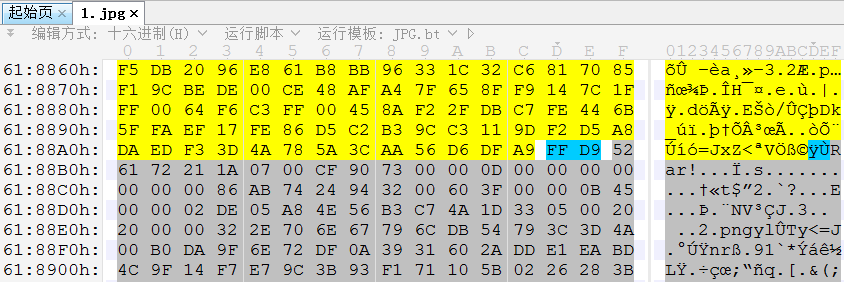 起始页 × 1.jpg ×
编辑方式: 十六进制(H) 运行脚本 运行模板: JPG.bt
0 1 2 3 4 5 6 7 8 9 A B C D E F 0123456789ABCDEF
61:8860h: F5 DB 20 96 E8 61 B8 BB 96 33 1C 32 C6 81 70 85 õÛ –èa¸»–3.2Æ.p…
61:8870h: F1 9C BE DE 00 CE 48 AF A4 7F 65 8F F9 14 7C 1F ñœ¾Þ.ÎH¯¤.e.ù.|.
61:8880h: FF 00 64 F6 C3 FF 00 45 8A F2 2F DB C7 FE 44 6B ÿ.döÃÿ.EŠò/ÛÇþDk
61:8890h: 5F FA EF 17 FE 86 D5 C2 B3 9C C3 11 9D F2 D5 A8 _úï.þ†ÕÂ³œÃ..òÕ¨
61:88A0h: DA ED F3 3D 4A 78 5A 3C AA 56 D6 DF A9 FF D9 52 Úíó=JxZ<ªVÖß©ÿÙR
61:88B0h: 61 72 21 1A 07 00 CF 90 73 00 00 0D 00 00 00 00 ar!...Ï.s.......
61:88C0h: 00 00 00 86 AB 74 24 94 32 00 60 3F 00 00 0B 45 ...†«t$”2.`?...E
61:88D0h: 00 00 02 DE 05 A8 4E 56 B3 C7 4A 1D 33 05 00 20 ...Þ.¨NV³ÇJ.3..
61:88E0h: 00 00 00 32 2E 70 6E 67 79 6C DB 54 79 3C 3D 4A ...2.pngylÛTy<=J
61:88F0h: 00 B0 DA 9F 6E 72 DF 0A 39 31 60 2A DD E1 EA BD .°ÚŸnrß.91`*Ýáê½
61:8900h: 4C 9F 14 F7 E7 9C 3B 93 F1 71 10 5B 02 26 28 3B LŸ.÷çœ;“ñq.[.&(;